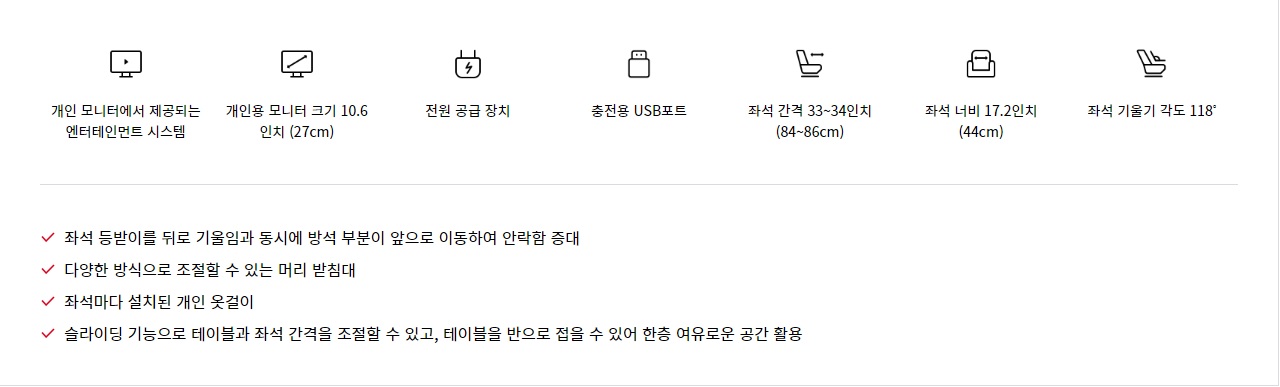 개인 모니터에서 제공되는
엔터테인먼트 시스템
개인용 모니터 크기 10.6
인치 (27cm)
전원 공급 장치
충전용 USB포트
좌석 간격 33~34인치
(84~86cm)
좌석 너비 17.2인치
(44cm)
좌석 기울기 각도 118˚
좌석 등받이를 뒤로 기울임과 동시에 방석 부분이 앞으로 이동하여 안락함 증대
다양한 방식으로 조절할 수 있는 머리 받침대
좌석마다 설치된 개인 옷걸이
슬라이딩 기능으로 테이블과 좌석 간격을 조절할 수 있고, 테이블을 반으로 접을 수 있어 한층 여유로운 공간 활용